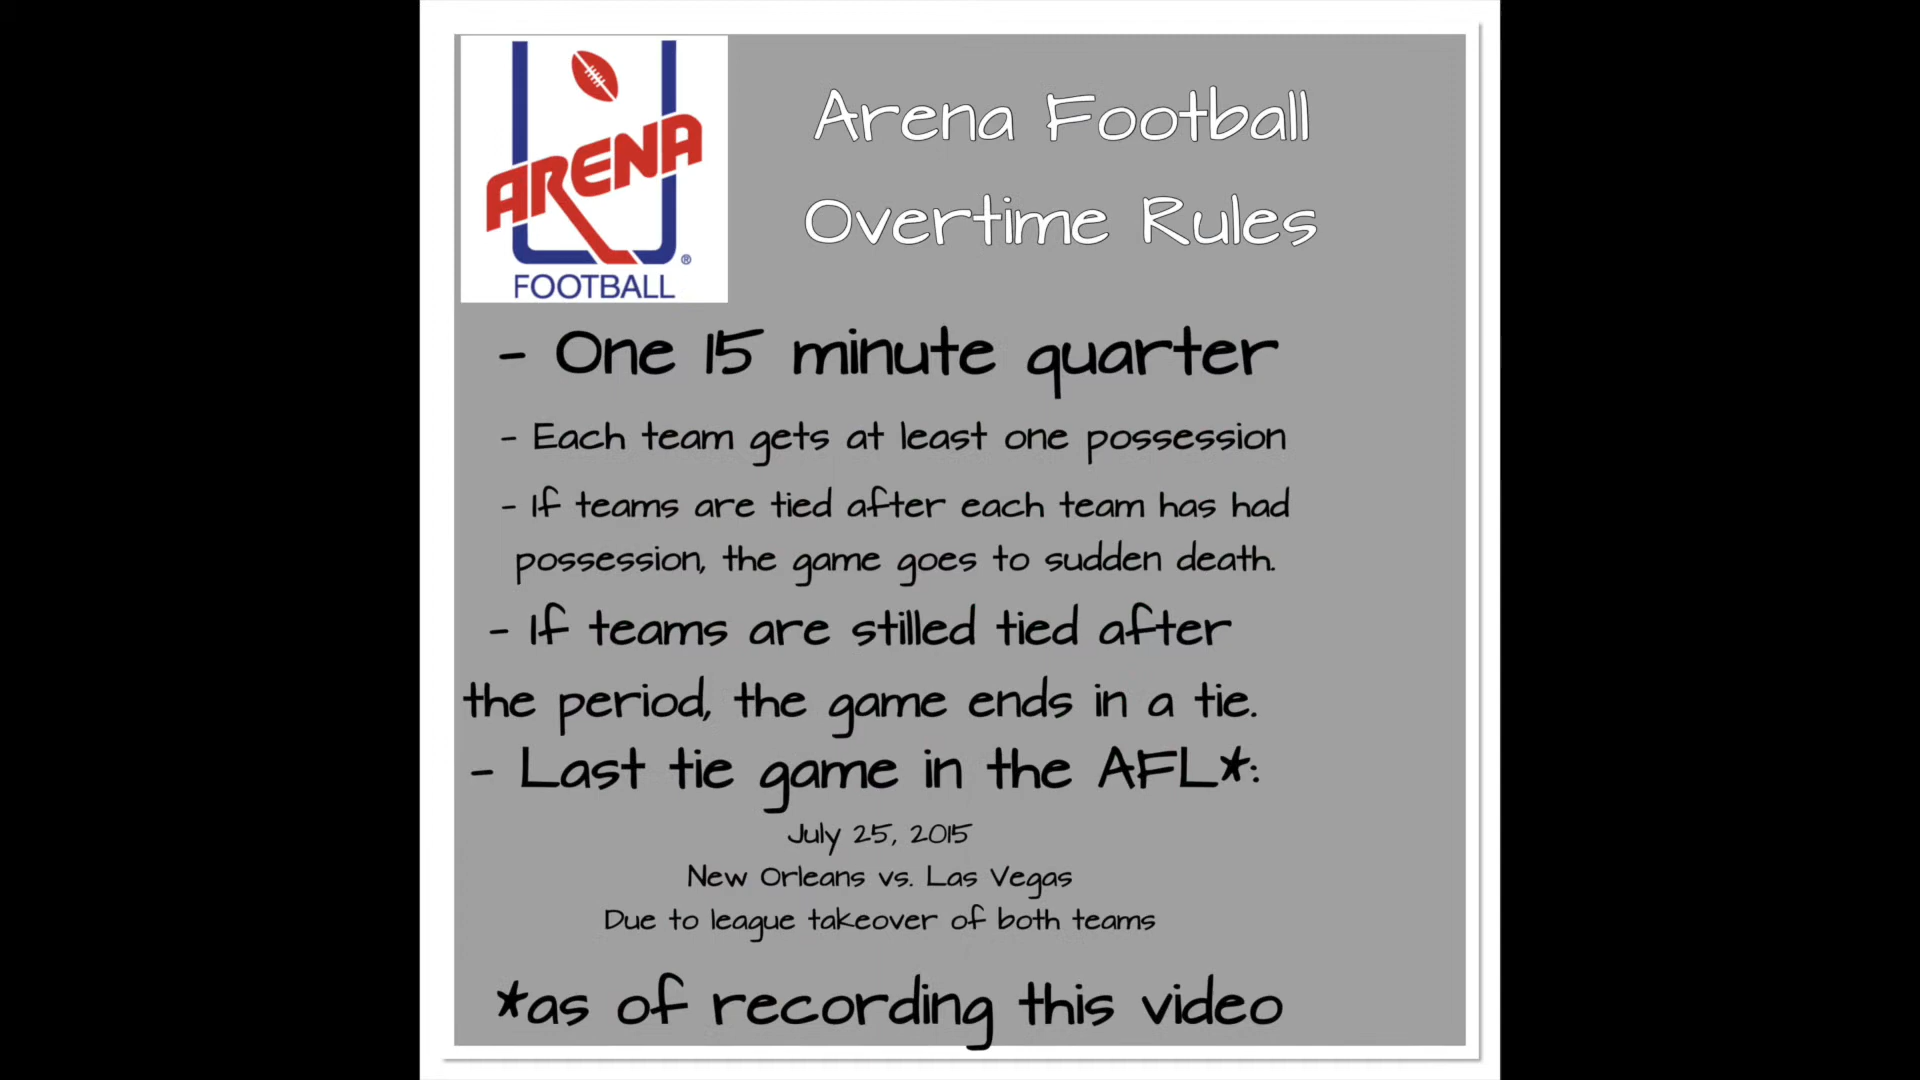 ARENA
FOOTBALL
®
Arena Football
Overtime Rules
- One 15 minute quarter
- Each team gets at least one possession
- If teams are tied after each team has had
possession, the game goes to sudden death.
- If teams are stilled tied after
the period, the game ends in a tie.
- Last tie game in the AFL*:
July 25, 2015
New Orleans vs. Las Vegas
Due to league takeover of both teams
*as of recording this video